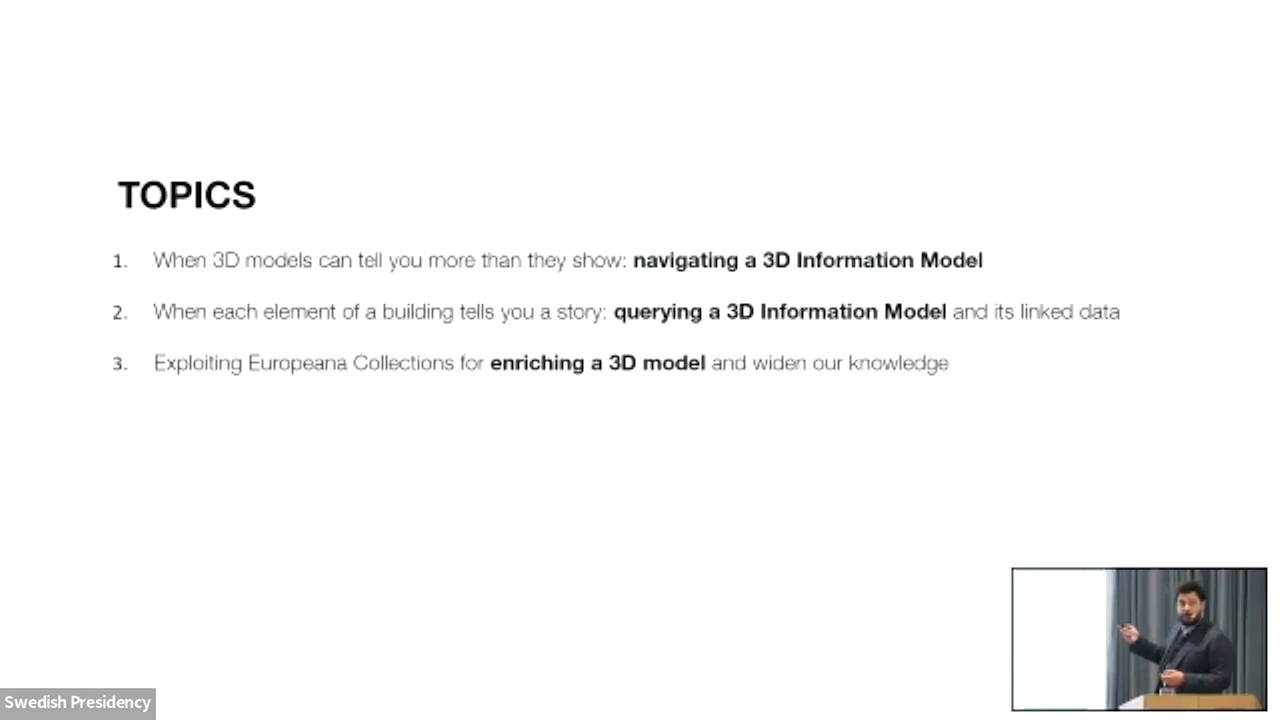 TOPICS
1. When 3D models can tell you more than they show: navigating a 3D Information Model
2. When each element of a building tells you a story: querying a 3D Information Model and its linked data
3. Exploiting Europeana Collections for enriching a 3D model and widen our knowledge
Swedish Presidency